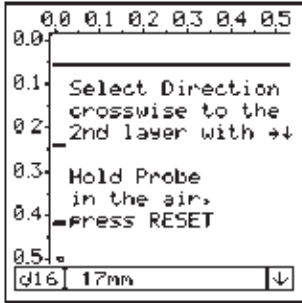 0.0 0.1 0.2 0.3 0.4 0.5
0.0
0.1
Select Direction
crosswise to the
0.2
2nd layer with →↓
0.3
Hold Probe
in the air,
0.4
press RESET
0.5
d16 17mm ↓